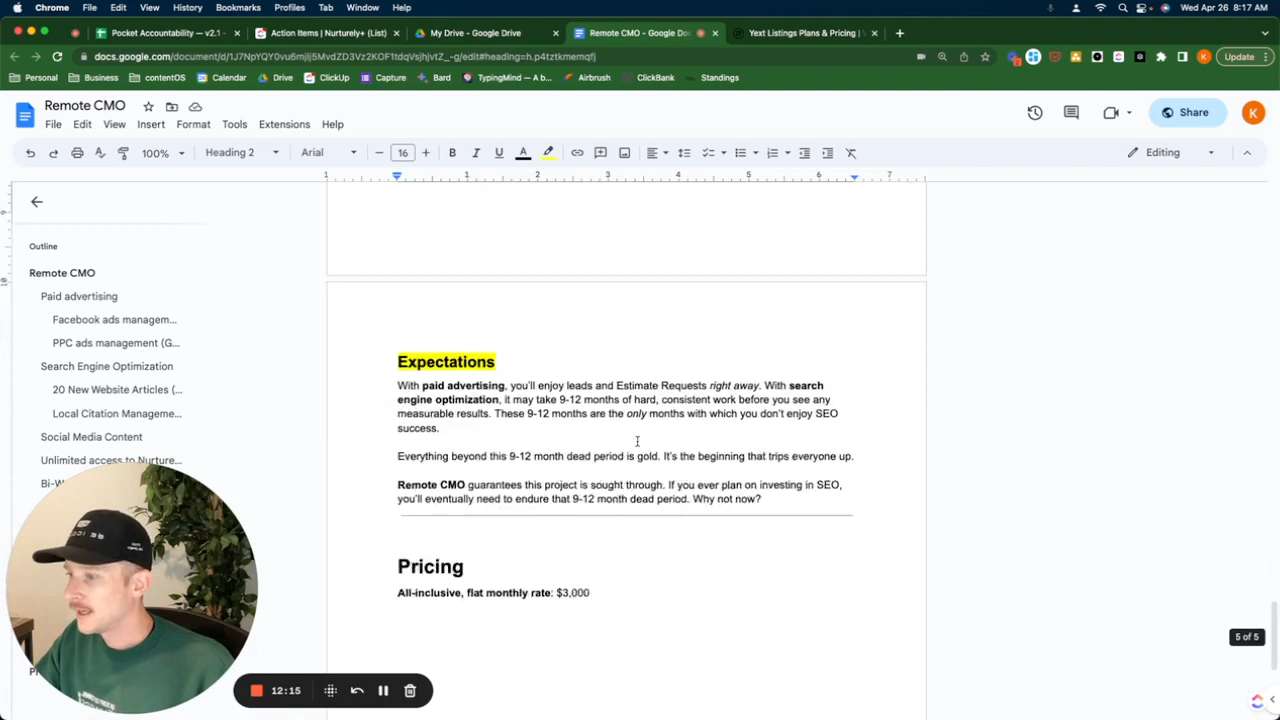 Chrome File Edit View History Bookmarks Profiles Tab Window Help Wed Apr 26 8:17 AM
Pocket Accountability — v2.1 - Action Items | Nurturely+ (List) My Drive - Google Drive Remote CMO - Google Do Yext Listings Plans & Pricing |
Update
Personal Business contentOS Calendar Drive ClickUp Capture Bard TypingMind — A b... Airbrush ClickBank Standings
Remote CMO
File Edit View Insert Format Tools Extensions Help
Share
K
100% Heading 2 Arial 16 Editing
1 1 2 3 4 5 6 7
Outline
Remote CMO
Paid advertising
Facebook ads managem...
PPC ads management (G...
Search Engine Optimization
20 New Website Articles (...
Local Citation Manageme...
Social Media Content
Unlimited access to Nurture...
Expectations
With paid advertising, you'll enjoy leads and Estimate Requests right away. With search
engine optimization, it may take 9-12 months of hard, consistent work before you see any
measurable results. These 9-12 months are the only months with which you don't enjoy SEO
success.
Everything beyond this 9-12 month dead period is gold. It's the beginning that trips everyone up.
Remote CMO guarantees this project is sought through. If you ever plan on investing in SEO,
you'll eventually need to endure that 9-12 month dead period. Why not now?
Pricing
All-inclusive, flat monthly rate: $3,000
5 of 5
12:15